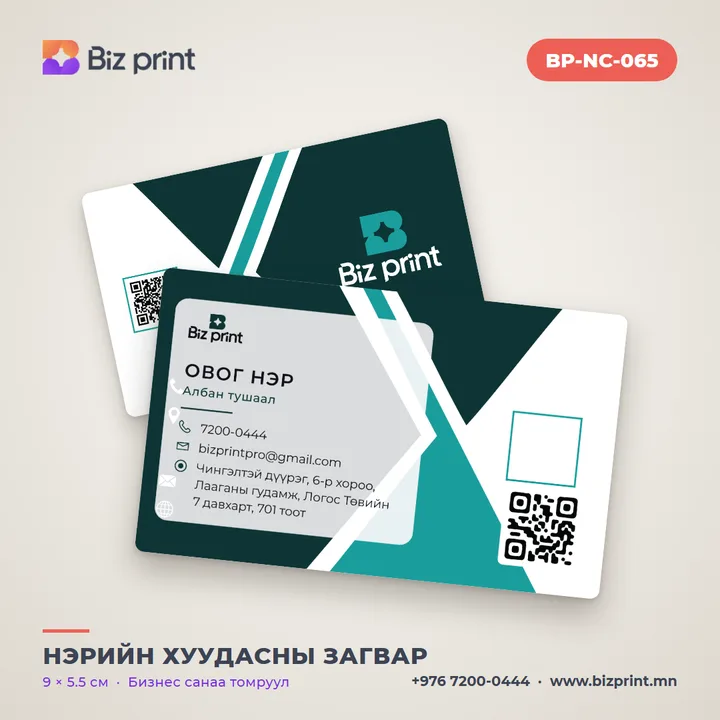 Biz print
BP-NC-065
Biz print
Biz print
ОВОГ НЭР
Албан тушаал
7200-0444
bizprintpro@gmail.com
Чингэлтэй дүүрэг, 6-р хороо,
Лааганы гудамж, Логос Төвийн
7 давхарт, 701 тоот
НЭРИЙН ХУУДАСНЫ ЗАГВАР
9 × 5.5 см · Бизнес санаа томруул
+976 7200-0444 · www.bizprint.mn